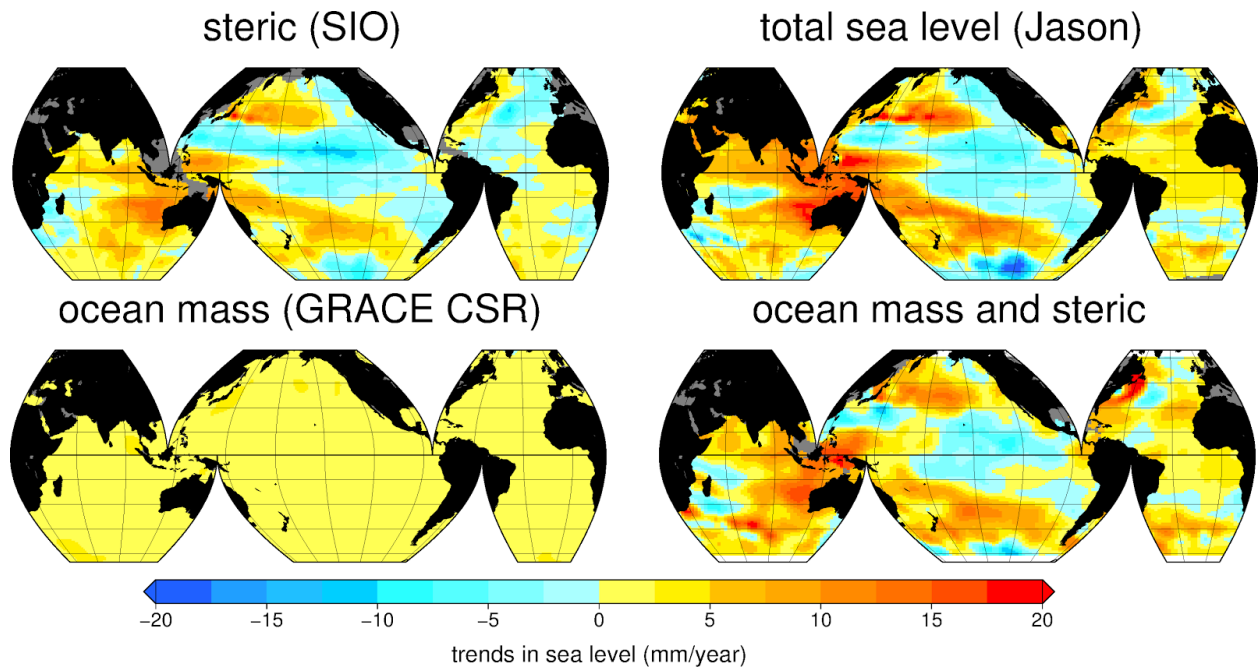 steric (SIO)
total sea level (Jason)
ocean mass (GRACE CSR)
ocean mass and steric
−20 −15 −10 −5 0 5 10 15 20
trends in sea level (mm/year)